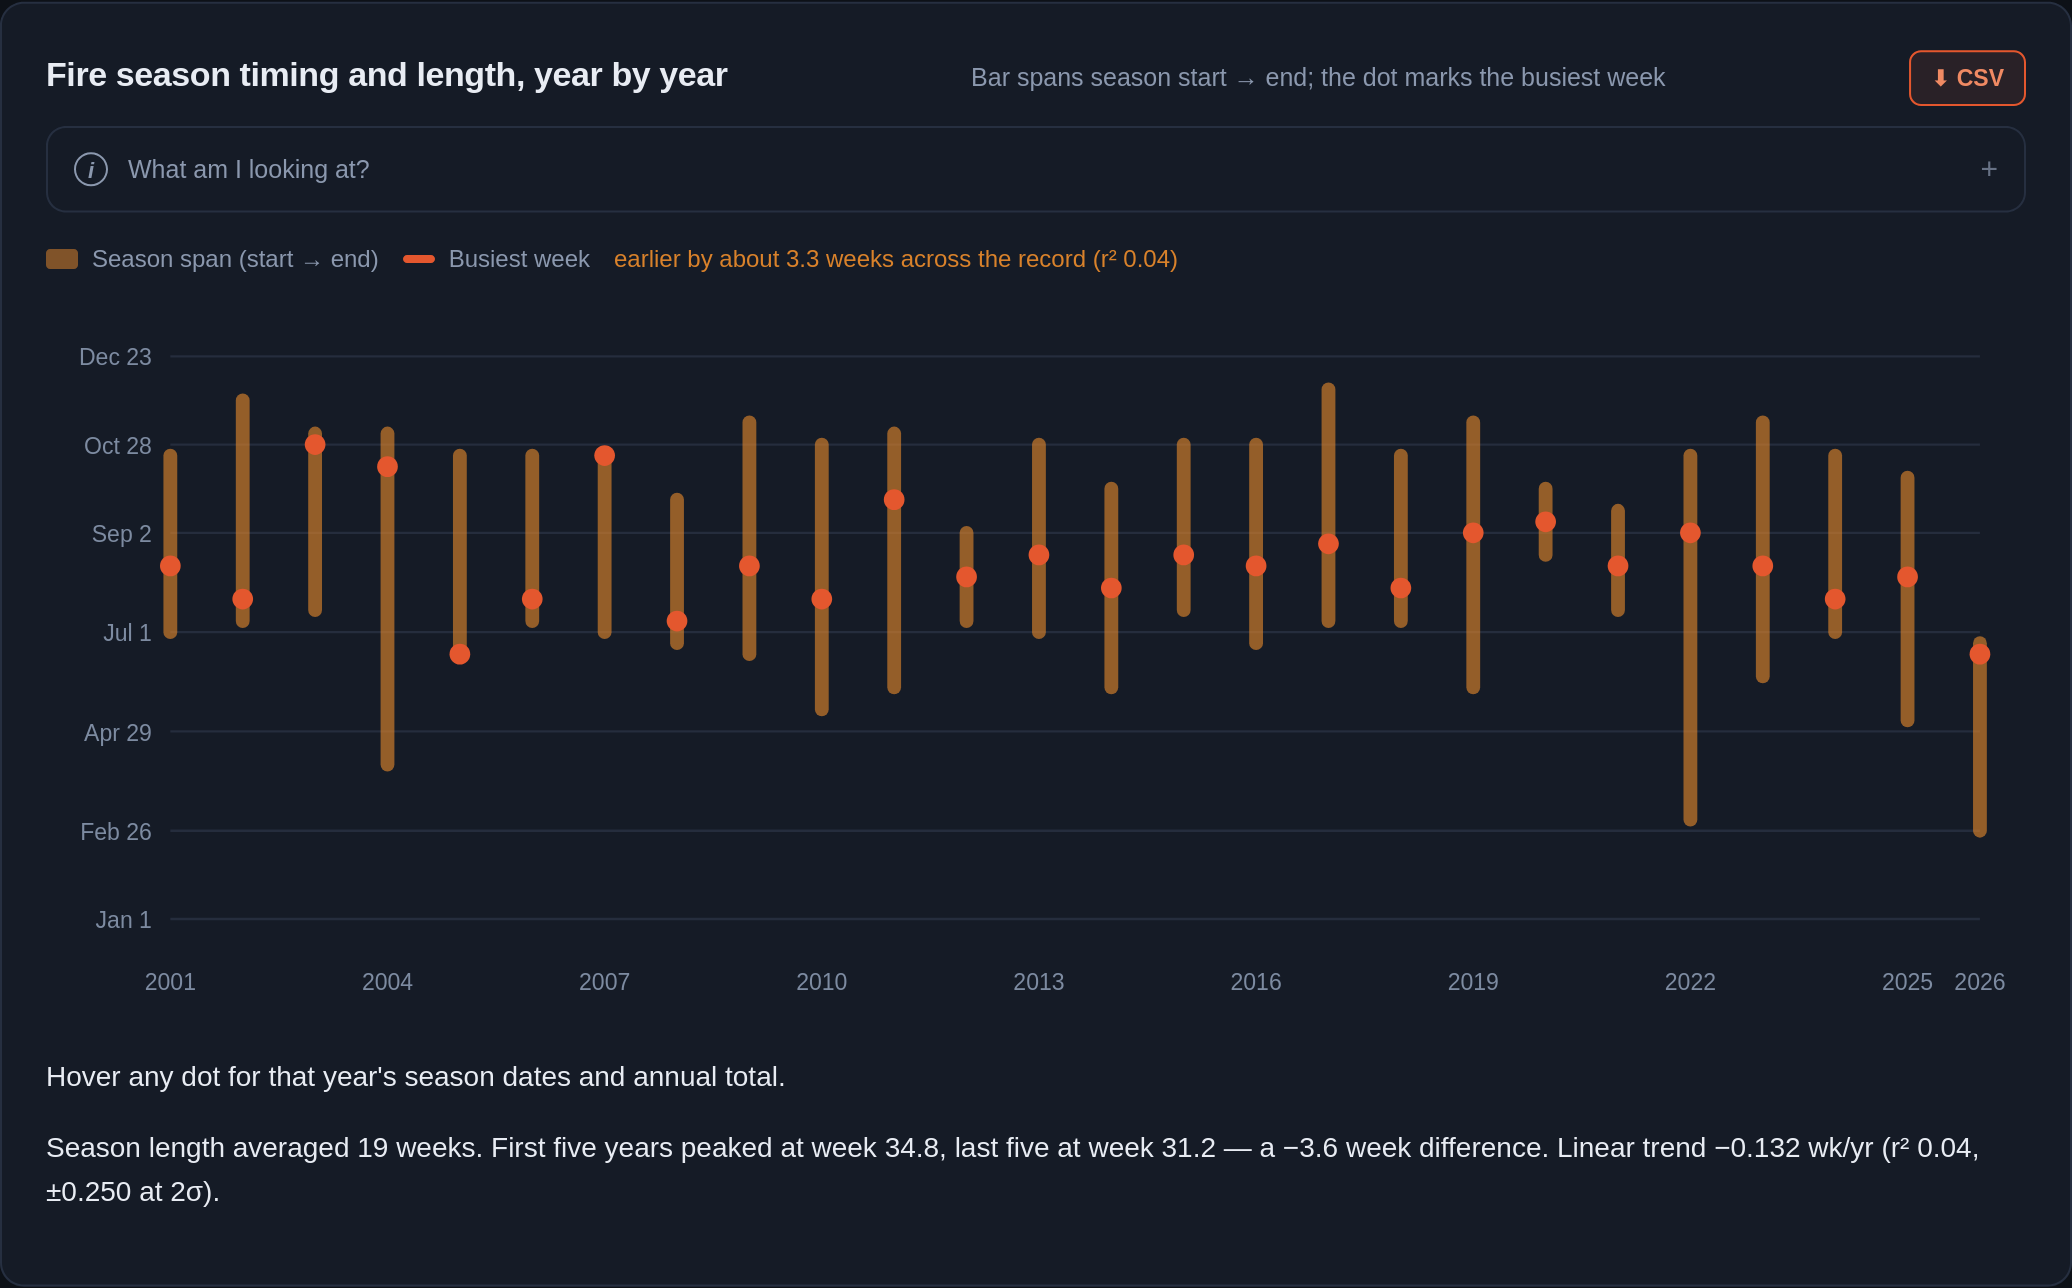 Fire season timing and length, year by year
Bar spans season start → end; the dot marks the busiest week
⬇ CSV
i What am I looking at? +
Season span (start → end) Busiest week earlier by about 3.3 weeks across the record (r² 0.04)
Dec 23
Oct 28
Sep 2
Jul 1
Apr 29
Feb 26
Jan 1
2001 2004 2007 2010 2013 2016 2019 2022 2025 2026
Hover any dot for that year's season dates and annual total.
Season length averaged 19 weeks. First five years peaked at week 34.8, last five at week 31.2 — a −3.6 week difference. Linear trend −0.132 wk/yr (r² 0.04,
±0.250 at 2σ).